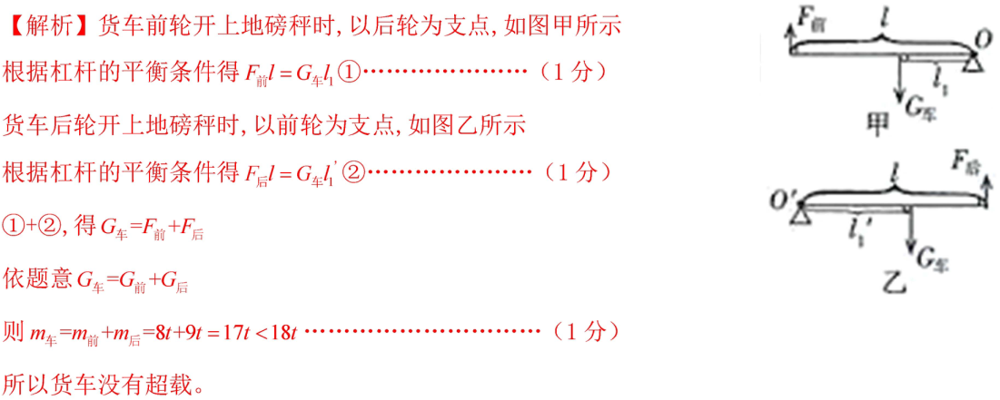 【解析】货车前轮开上地磅秤时,以后轮为支点,如图甲所示
根据杠杆的平衡条件得F前l=G车l₁①…………………（1分）
货车后轮开上地磅秤时,以前轮为支点,如图乙所示
根据杠杆的平衡条件得F后l=G车l₁'②…………………（1分）
①+②,得G车=F前+F后
依题意G车=G前+G后
则m车=m前+m后=8t+9t=17t<18t…………………………（1分）
所以货车没有超载。
F前
l
O
l₁
G车
甲
F后
l
O'
l₁'
G车
乙